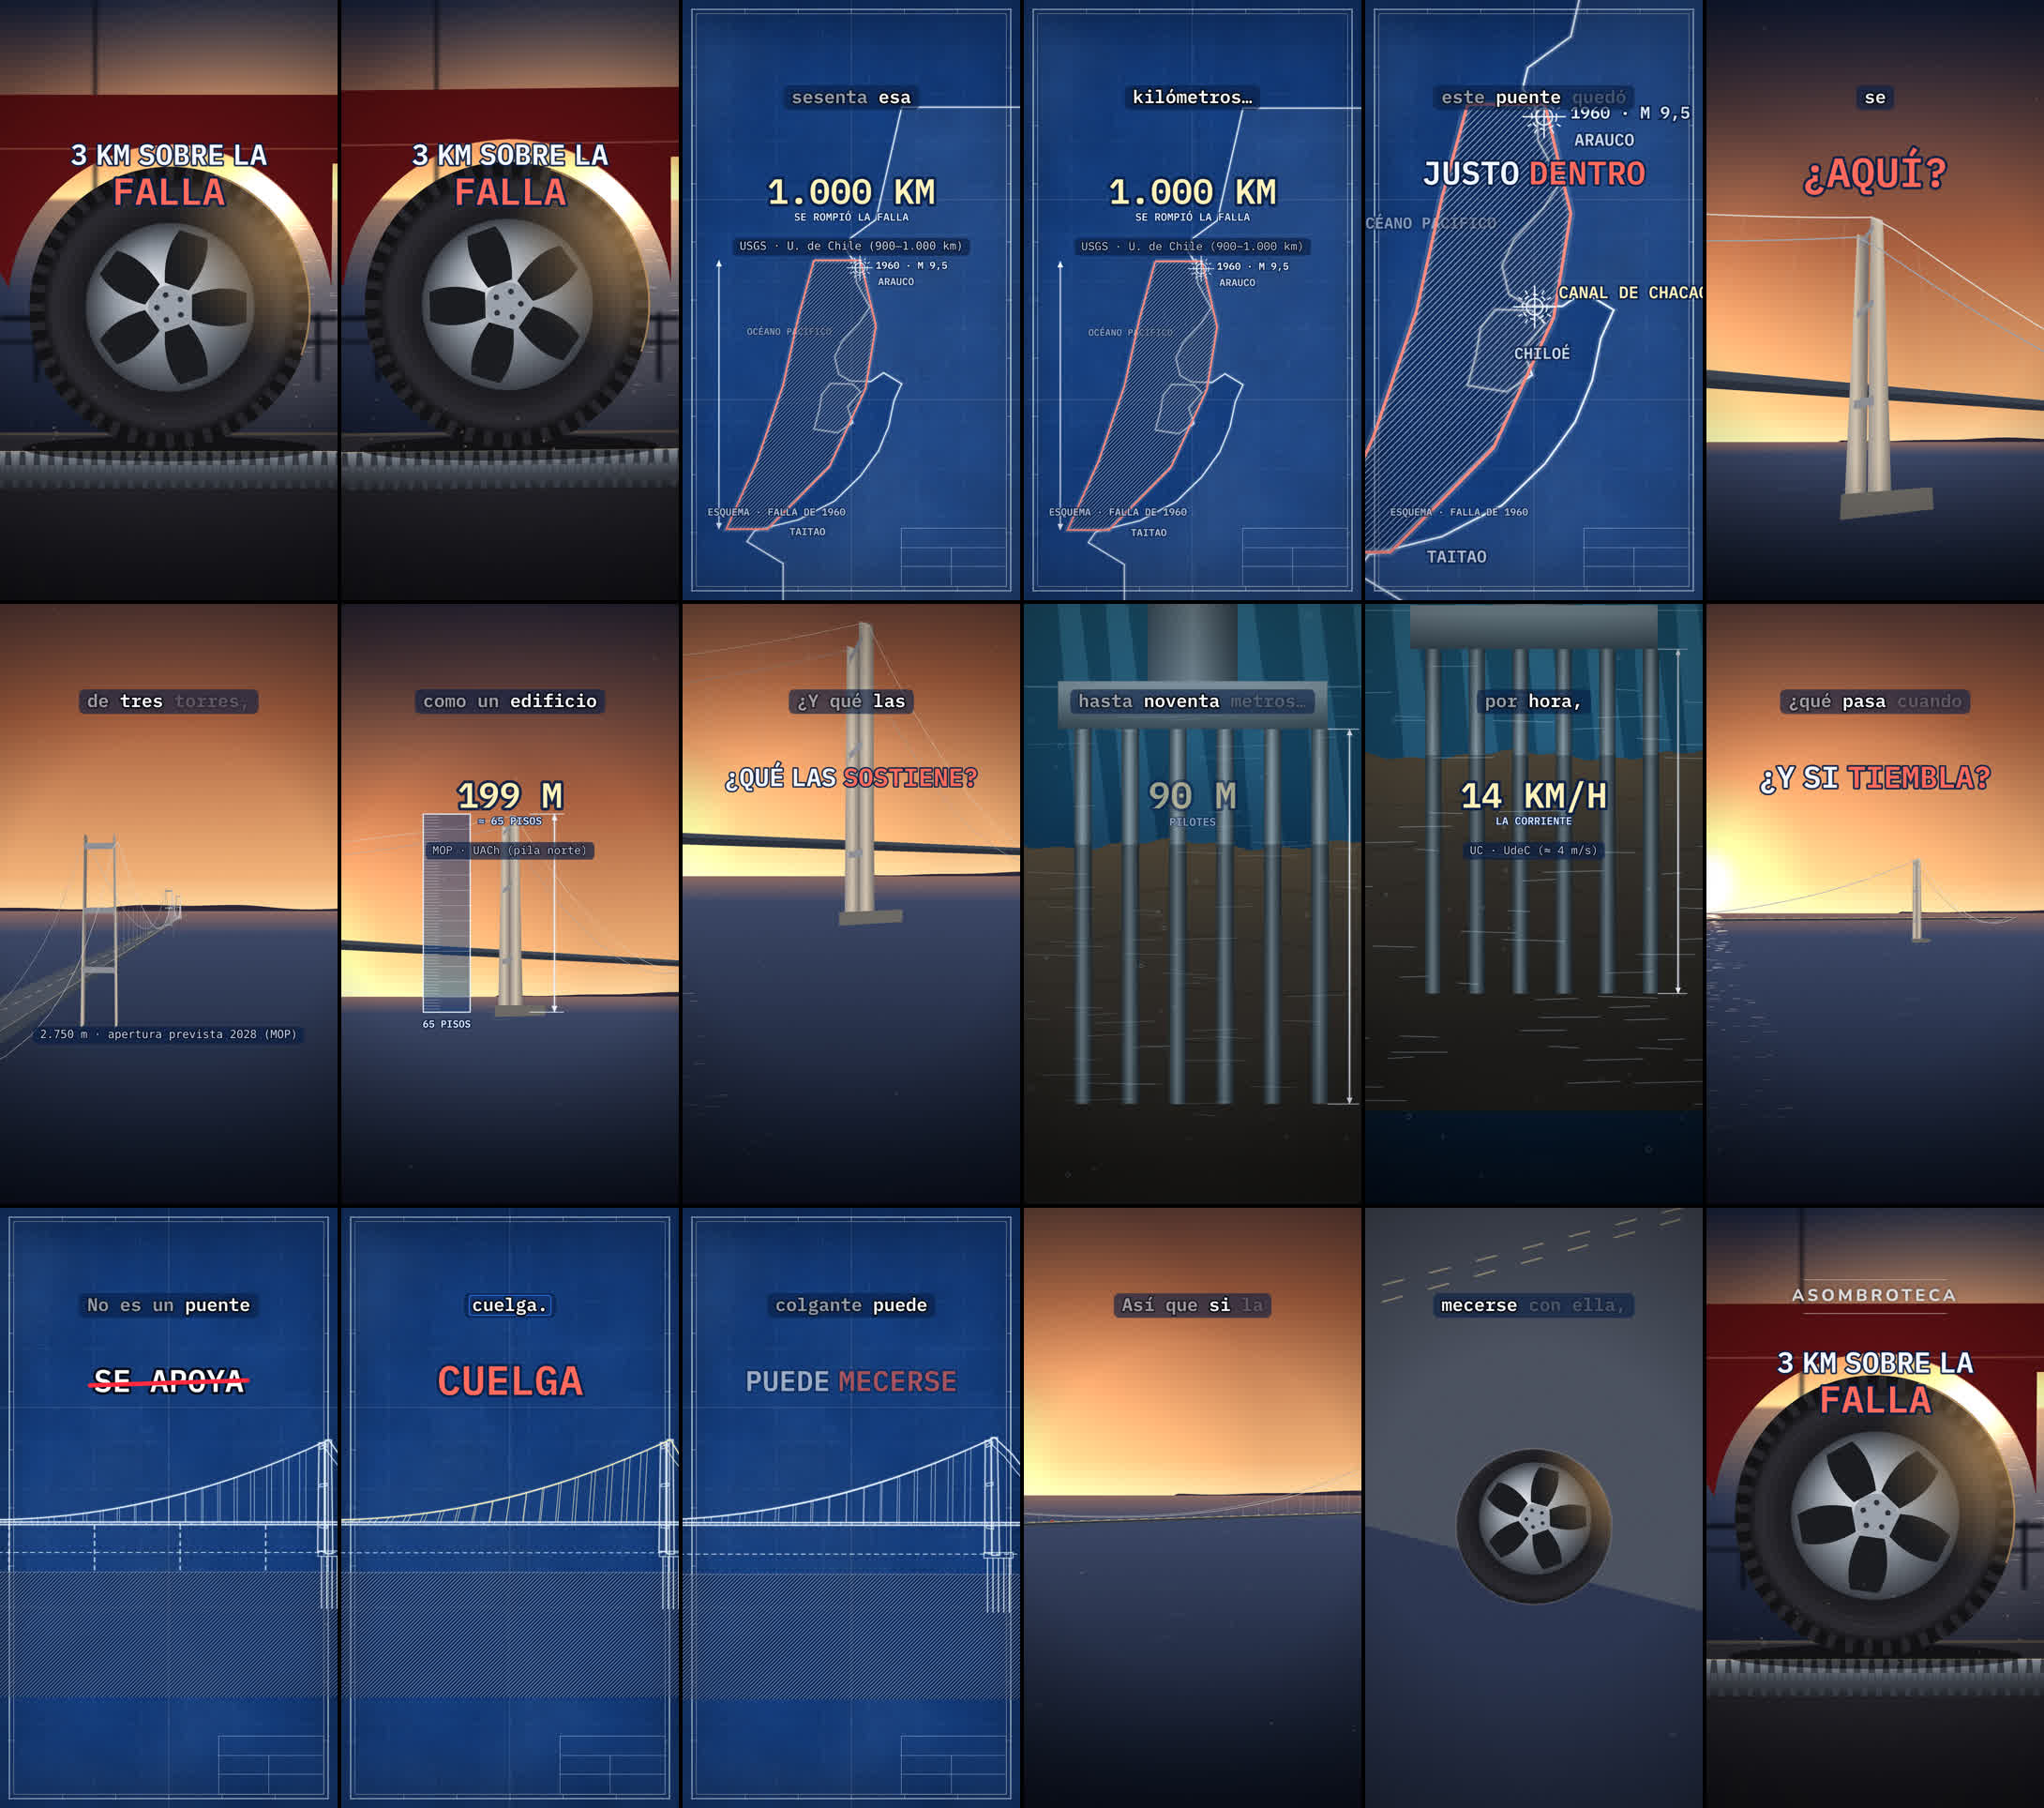 3 KM SOBRE LA
FALLA
3 KM SOBRE LA
FALLA
sesenta esa
1.000 KM
SE ROMPIÓ LA FALLA
USGS · U. de Chile (900–1.000 km)
1960 · M 9,5
ARAUCO
OCÉANO PACÍFICO
ESQUEMA · FALLA DE 1960
TAITAO
kilómetros…
1.000 KM
SE ROMPIÓ LA FALLA
USGS · U. de Chile (900–1.000 km)
1960 · M 9,5
ARAUCO
OCÉANO PACÍFICO
ESQUEMA · FALLA DE 1960
TAITAO
este puente quedó
1960 · M 9,5
ARAUCO
JUSTO DENTRO
CÉANO PACÍFICO
CANAL DE CHACAO
CHILOÉ
ESQUEMA · FALLA DE 1960
TAITAO
se
¿AQUÍ?
de tres torres,
2.750 m · apertura prevista 2028 (MOP)
como un edificio
199 M
≈ 65 PISOS
MOP · UACh (pila norte)
65 PISOS
¿Y qué las
¿QUÉ LAS SOSTIENE?
hasta noventa metros…
90 M
PILOTES
por hora,
14 KM/H
LA CORRIENTE
UC · UdeC (≈ 4 m/s)
¿qué pasa cuando
¿Y SI TIEMBLA?
No es un puente
SE APOYA
cuelga.
CUELGA
colgante puede
PUEDE MECERSE
Así que si la
mecerse con ella,
ASOMBROTECA
3 KM SOBRE LA
FALLA